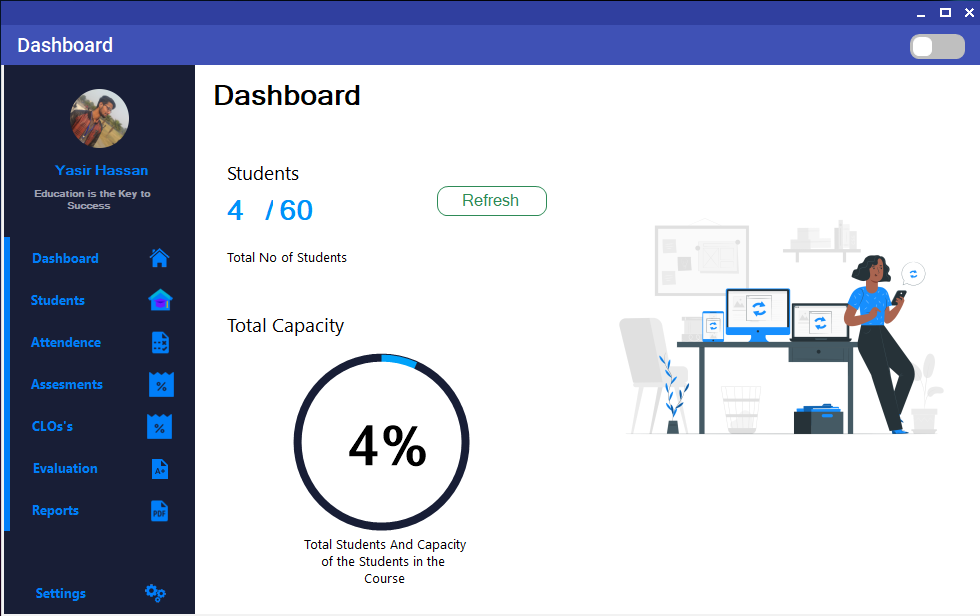 Dashboard
Yasir Hassan
Education is the Key to
Success
Dashboard
Students
Attendence
Assesments
%
CLOs's
%
Evaluation
A+
Reports
PDF
Settings
Dashboard
Students
4 / 60
Refresh
Total No of Students
Total Capacity
4%
Total Students And Capacity
of the Students in the
Course